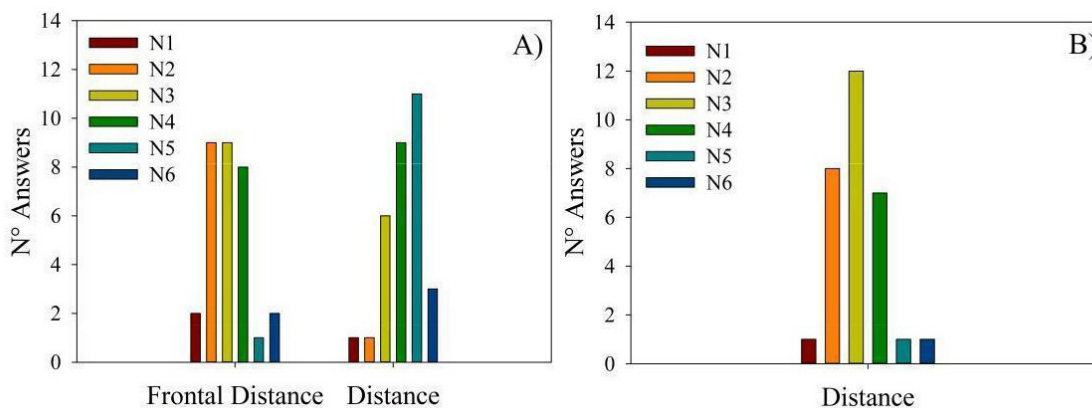 A)
14
12
10
8
6
4
2
0
N° Answers
N1
N2
N3
N4
N5
N6
Frontal Distance
Distance
B)
14
12
10
8
6
4
2
0
N° Answers
N1
N2
N3
N4
N5
N6
Distance